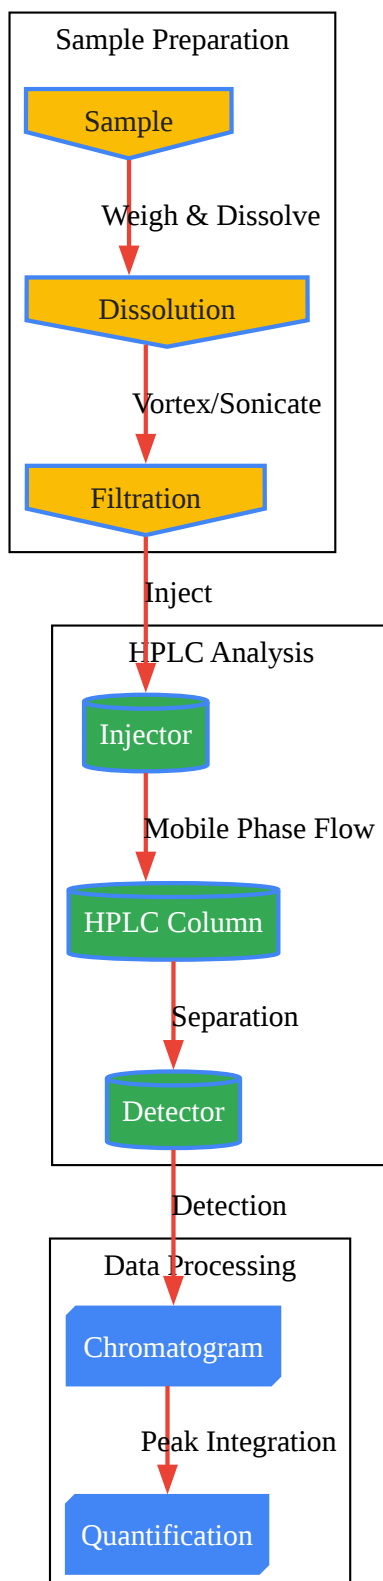 Sample Preparation
Sample
Weigh & Dissolve
Dissolution
Vortex/Sonicate
Filtration
Inject
HPLC Analysis
Injector
Mobile Phase Flow
HPLC Column
Separation
Detector
Detection
Data Processing
Chromatogram
Peak Integration
Quantification